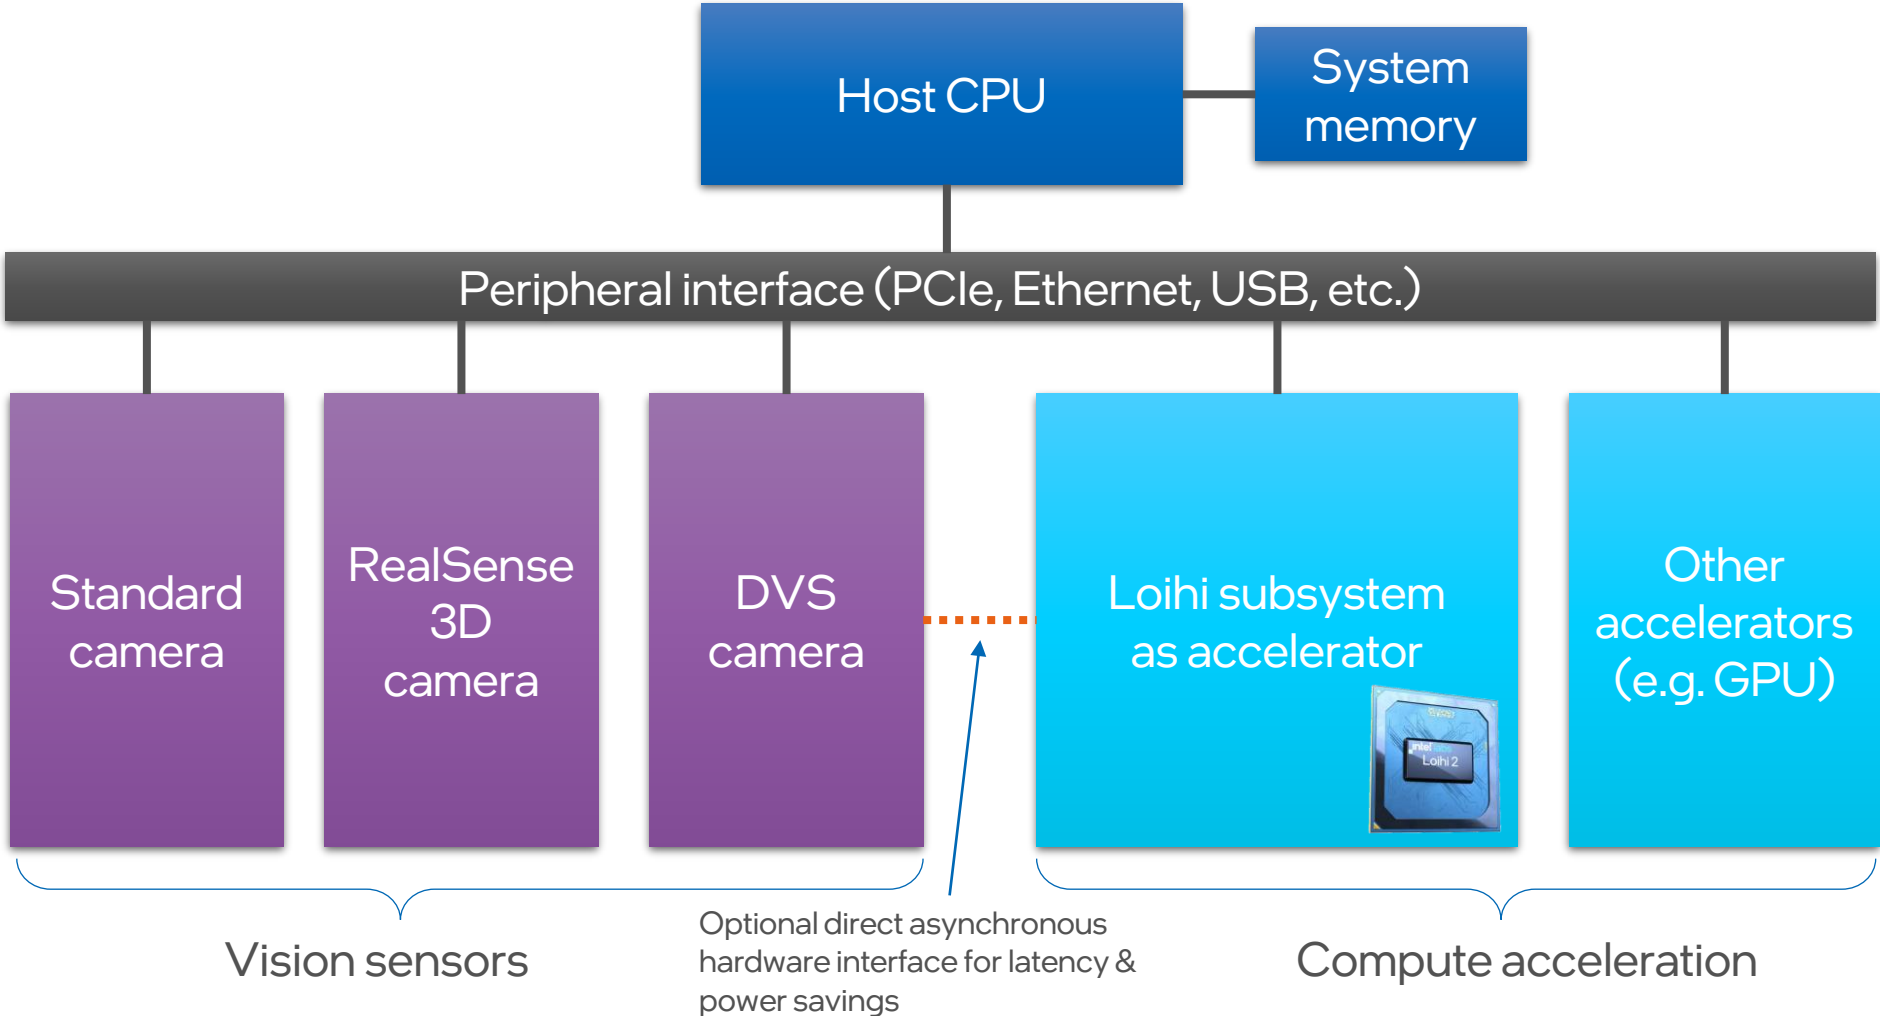 Host CPU
System
memory
Peripheral interface (PCIe, Ethernet, USB, etc.)
Standard
camera
RealSense
3D
camera
DVS
camera
Loihi subsystem
as accelerator
intel labs
Loihi 2
Other
accelerators
(e.g. GPU)
Vision sensors
Optional direct asynchronous
hardware interface for latency &
power savings
Compute acceleration